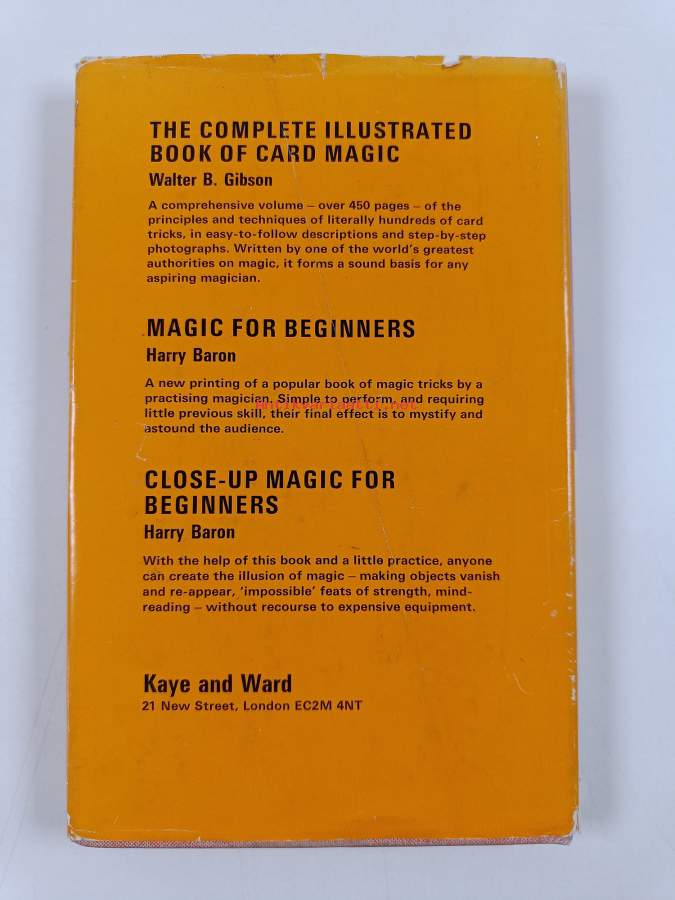 THE COMPLETE ILLUSTRATED
BOOK OF CARD MAGIC
Walter B. Gibson
A comprehensive volume – over 450 pages – of the
principles and techniques of literally hundreds of card
tricks, in easy-to-follow descriptions and step-by-step
photographs. Written by one of the world's greatest
authorities on magic, it forms a sound basis for any
aspiring magician.
MAGIC FOR BEGINNERS
Harry Baron
A new printing of a popular book of magic tricks by a
practising magician. Simple to perform, and requiring
Antikvariaatti.net
little previous skill, their final effect is to mystify and
astound the audience.
CLOSE-UP MAGIC FOR
BEGINNERS
Harry Baron
With the help of this book and a little practice, anyone
can create the illusion of magic – making objects vanish
and re-appear, 'impossible' feats of strength, mind-
reading – without recourse to expensive equipment.
Kaye and Ward
21 New Street, London EC2M 4NT